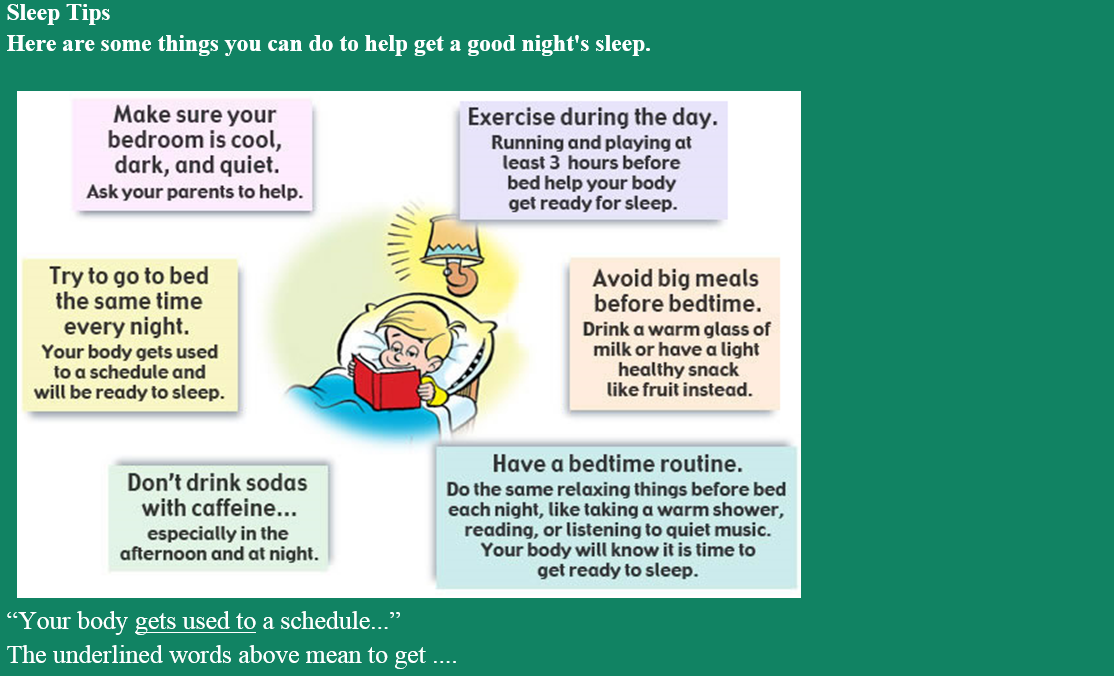 Sleep Tips
Here are some things you can do to help get a good night's sleep.
Make sure your
bedroom is cool,
dark, and quiet.
Ask your parents to help.
Exercise during the day.
Running and playing at
least 3 hours before
bed help your body
get ready for sleep.
Try to go to bed
the same time
every night.
Your body gets used
to a schedule and
will be ready to sleep.
Avoid big meals
before bedtime.
Drink a warm glass of
milk or have a light
healthy snack
like fruit instead.
Don't drink sodas
with caffeine...
especially in the
afternoon and at night.
Have a bedtime routine.
Do the same relaxing things before bed
each night, like taking a warm shower,
reading, or listening to quiet music.
Your body will know it is time to
get ready to sleep.
“Your body gets used to a schedule...”
The underlined words above mean to get ....